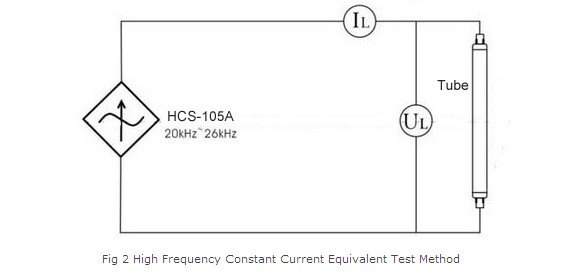 IL
Tube
HCS-105A
UL
20kHz~26kHz
Fig 2 High Frequency Constant Current Equivalent Test Method